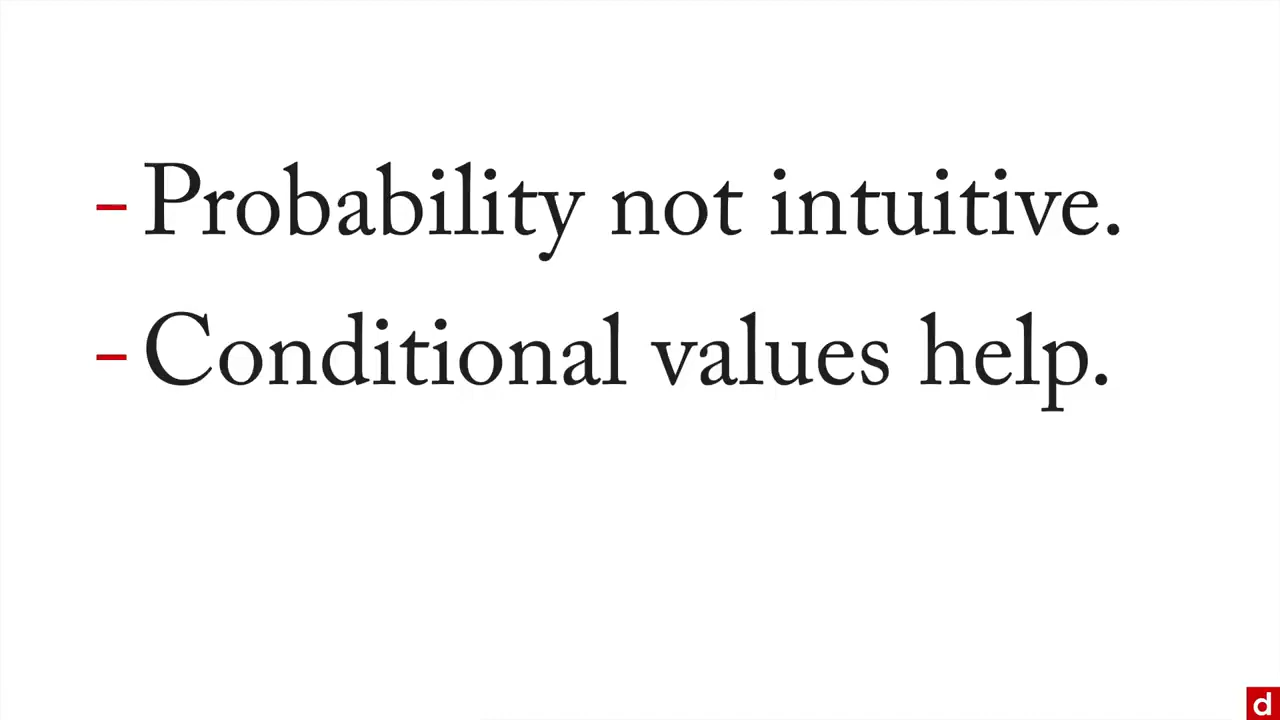 - Probability not intuitive.
- Conditional values help.
d